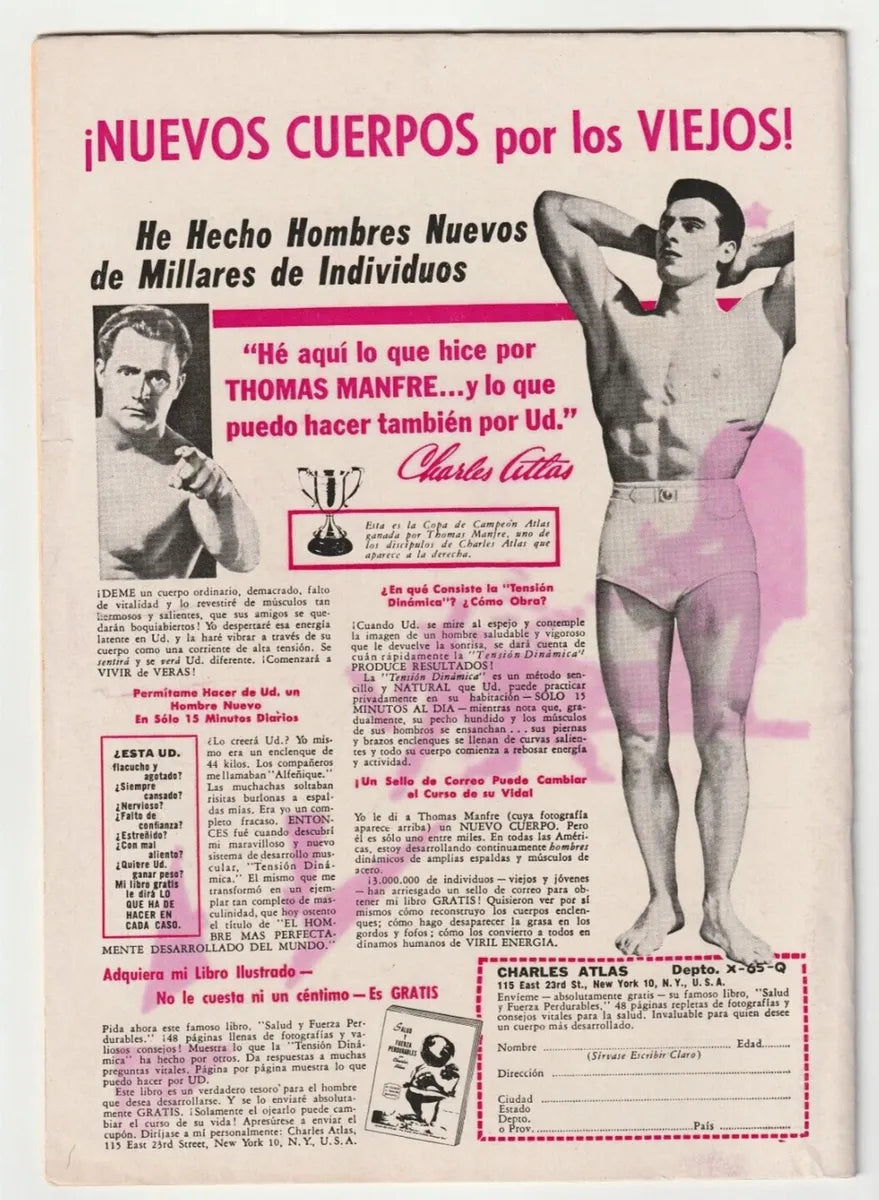 ¡NUEVOS CUERPOS por los VIEJOS!
He Hecho Hombres Nuevos
de Millares de Individuos
"Hé aquí lo que hice por
THOMAS MANFRE...y lo que
puedo hacer también por Ud."
Charles Atlas
Esta es la Copa de Campeón Atlas
ganada por Thomas Manfre, uno de
los discípulos de Charles Atlas que
aparece a la derecha.
¡DEME un cuerpo ordinario, demacrado, falto
de vitalidad y lo revestiré de músculos tan
hermosos y salientes, que sus amigos se que-
darán boquiabiertos! Yo despertaré esa energía
latente en Ud. y la haré vibrar a través de su
cuerpo como una corriente de alta tensión. Se
sentirá y se verá Ud. diferente. ¡Comenzará a
VIVIR de VERAS!
Permítame Hacer de Ud. un
Hombre Nuevo
En Sólo 15 Minutos Diarios
¿ESTA UD.
flacucho y
agotado?
¿Siempre
cansado?
¿Nervioso?
¿Falto de
confianza?
¿Estreñido?
¿Con mal
aliento?
¿Quiere Ud.
ganar peso?
Mi libro gratis
le dirá LO
QUE HA DE
HACER EN
CADA CASO.
¿Lo creerá Ud.? Yo mis-
mo era un enclenque de
44 kilos. Los compañeros
me llamaban "Alfeñique."
Las muchachas soltaban
risitas burlonas a espal-
das mías. Era yo un com-
pleto fracaso. ENTON-
CES fué cuando descubrí
mi maravilloso y nuevo
sistema de desarrollo mus-
cular, "Tensión Diná-
mica." El mismo que me
transformó en un ejem-
plar tan completo de mas-
culinidad, que hoy ostento
el título de "EL HOM-
BRE MAS PERFECTA-
MENTE DESARROLLADO DEL MUNDO."
¿En qué Consiste la "Tensión
Dinámica"? ¿Cómo Obra?
¡Cuando Ud. se mire al espejo y contemple
la imagen de un hombre saludable y vigoroso
que le devuelve la sonrisa, se dará cuenta de
cuán rápidamente la "Tensión Dinámica"
PRODUCE RESULTADOS!
La "Tensión Dinámica" es un método sen-
cillo y NATURAL que Ud. puede practicar
privadamente en su habitación — SOLO 15
MINUTOS AL DIA — mientras nota que, gra-
dualmente, su pecho hundido y los músculos
de sus hombros se ensanchan . . . sus piernas
y brazos enclenques se llenan de curvas salien-
tes y todo su cuerpo comienza a rebosar energía
y actividad.
¡Un Sello de Correo Puede Cambiar
el Curso de su Vida!
Yo le di a Thomas Manfre (cuya fotografía
aparece arriba) un NUEVO CUERPO. Pero
él es sólo uno entre miles. En todas las Améri-
cas, estoy desarrollando continuamente hombres
dinámicos de amplias espaldas y músculos de
acero.
¡3.000.000 de individuos — viejos y jóvenes
— han arriesgado un sello de correo para ob-
tener mi libro GRATIS! Quisieron ver por sí
mismos cómo reconstruyo los cuerpos enclen-
ques; cómo hago desaparecer la grasa en los
gordos y fofos; cómo los convierto a todos en
dínamos humanos de VIRIL ENERGIA.
Adquiera mi Libro Ilustrado —
No le cuesta ni un céntimo — Es GRATIS
Pida ahora este famoso libro, "Salud y Fuerza Per-
durables." ¡48 páginas llenas de fotografías y va-
liosos consejos! Muestra lo que la "Tensión Diná-
mica" ha hecho por otros. Da respuestas a muchas
preguntas vitales. Página por página muestra lo que
puedo hacer por UD.
Este libro es un verdadero tesoro para el hombre
que desea desarrollarse. Y se lo enviaré absoluta-
mente GRATIS. ¡Solamente el ojearlo puede cam-
biar el curso de su vida! Apresúrese a enviar el
cupón. Diríjase a mí personalmente: Charles Atlas,
115 East 23rd Street, New York 10, N.Y., U.S.A.
SALUD
Y
FUERZA
PERDURABLES
CHARLES ATLAS Depto. X-65-Q
115 East 23rd St., New York 10, N. Y., U. S. A.
Envíeme — absolutamente gratis — su famoso libro, "Salud
y Fuerza Perdurables." 48 páginas repletas de fotografías y
consejos vitales para la salud. Invaluable para quien desee
un cuerpo más desarrollado.
Nombre Edad
(Sírvase Escribir Claro)
Dirección
Ciudad
Estado
Depto.
o Prov. País